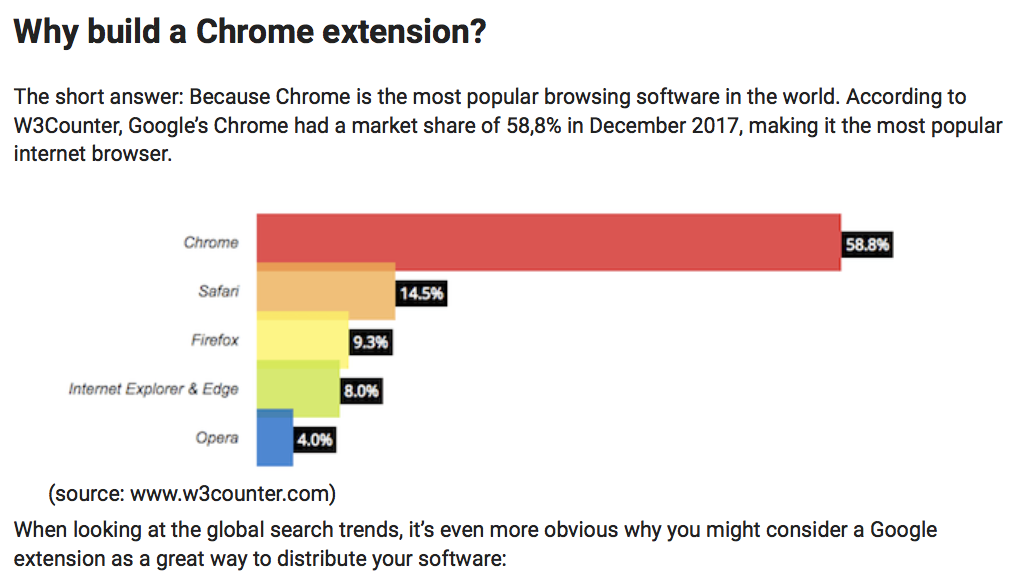 Why build a Chrome extension?
The short answer: Because Chrome is the most popular browsing software in the world. According to
W3Counter, Google’s Chrome had a market share of 58,8% in December 2017, making it the most popular
internet browser.
Chrome 58.8%
Safari 14.5%
Firefox 9.3%
Internet Explorer & Edge 8.0%
Opera 4.0%
(source: www.w3counter.com)
When looking at the global search trends, it’s even more obvious why you might consider a Google
extension as a great way to distribute your software: